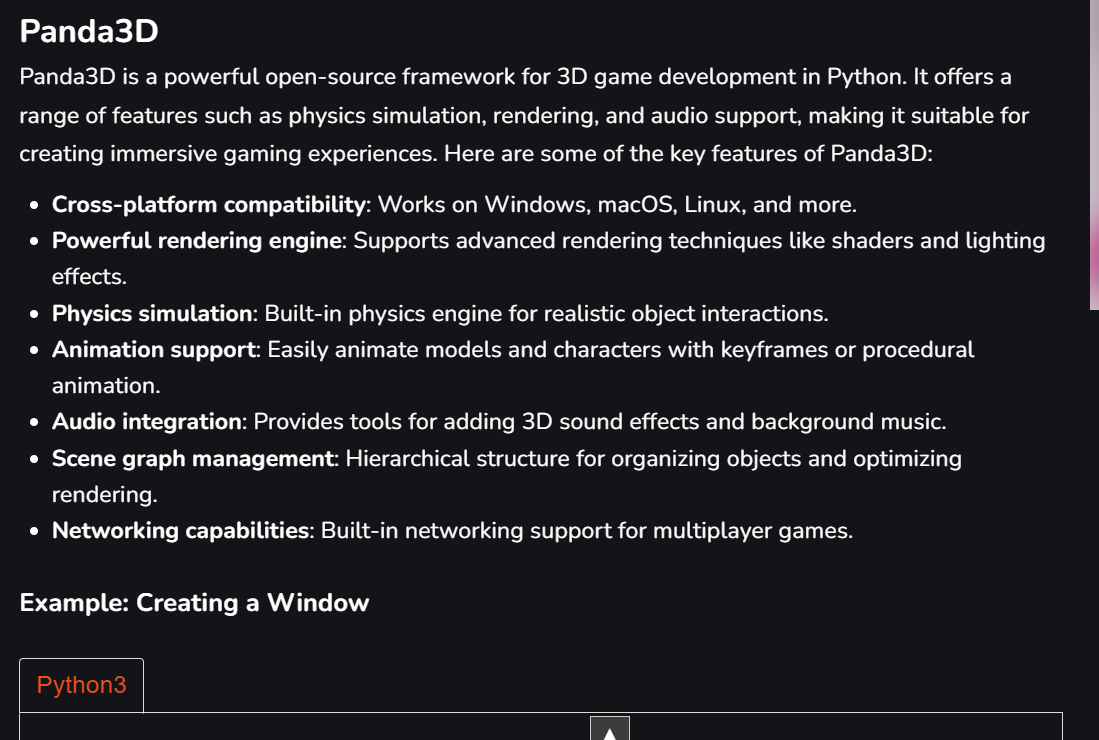 Panda3D
Panda3D is a powerful open-source framework for 3D game development in Python. It offers a
range of features such as physics simulation, rendering, and audio support, making it suitable for
creating immersive gaming experiences. Here are some of the key features of Panda3D:
• Cross-platform compatibility: Works on Windows, macOS, Linux, and more.
• Powerful rendering engine: Supports advanced rendering techniques like shaders and lighting
effects.
• Physics simulation: Built-in physics engine for realistic object interactions.
• Animation support: Easily animate models and characters with keyframes or procedural
animation.
• Audio integration: Provides tools for adding 3D sound effects and background music.
• Scene graph management: Hierarchical structure for organizing objects and optimizing
rendering.
• Networking capabilities: Built-in networking support for multiplayer games.
Example: Creating a Window
Python3